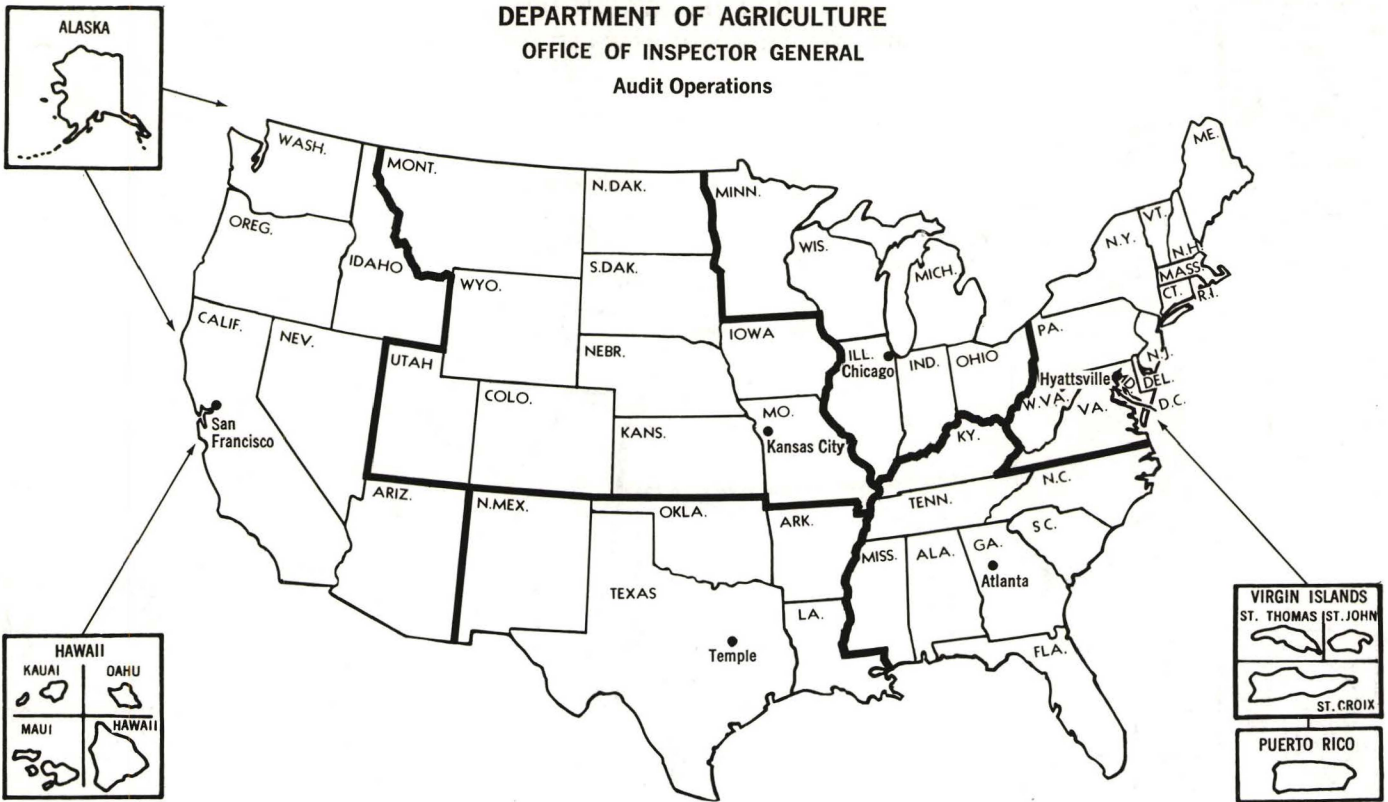 DEPARTMENT OF AGRICULTURE
OFFICE OF INSPECTOR GENERAL
Audit Operations
ALASKA
WASH.
MONT.
N.DAK.
MINN.
ME.
OREG.
IDAHO
WYO.
S.DAK.
WIS.
MICH.
N.Y.
VT.
N.H.
MASS.
CT.
R.I.
CALIF.
NEV.
UTAH
COLO.
NEBR.
IOWA
ILL.
Chicago
IND.
OHIO
PA.
N.J.
Hyattsville
DEL.
D.C.
W.VA.
VA.
San
Francisco
KANS.
MO.
Kansas City
KY.
ARIZ.
N.MEX.
OKLA.
ARK.
TENN.
N.C.
S.C.
MISS.
ALA.
GA.
Atlanta
TEXAS
Temple
LA.
FLA.
HAWAII
KAUAI
OAHU
MAUI
HAWAII
VIRGIN ISLANDS
ST. THOMAS
ST. JOHN
ST. CROIX
PUERTO RICO